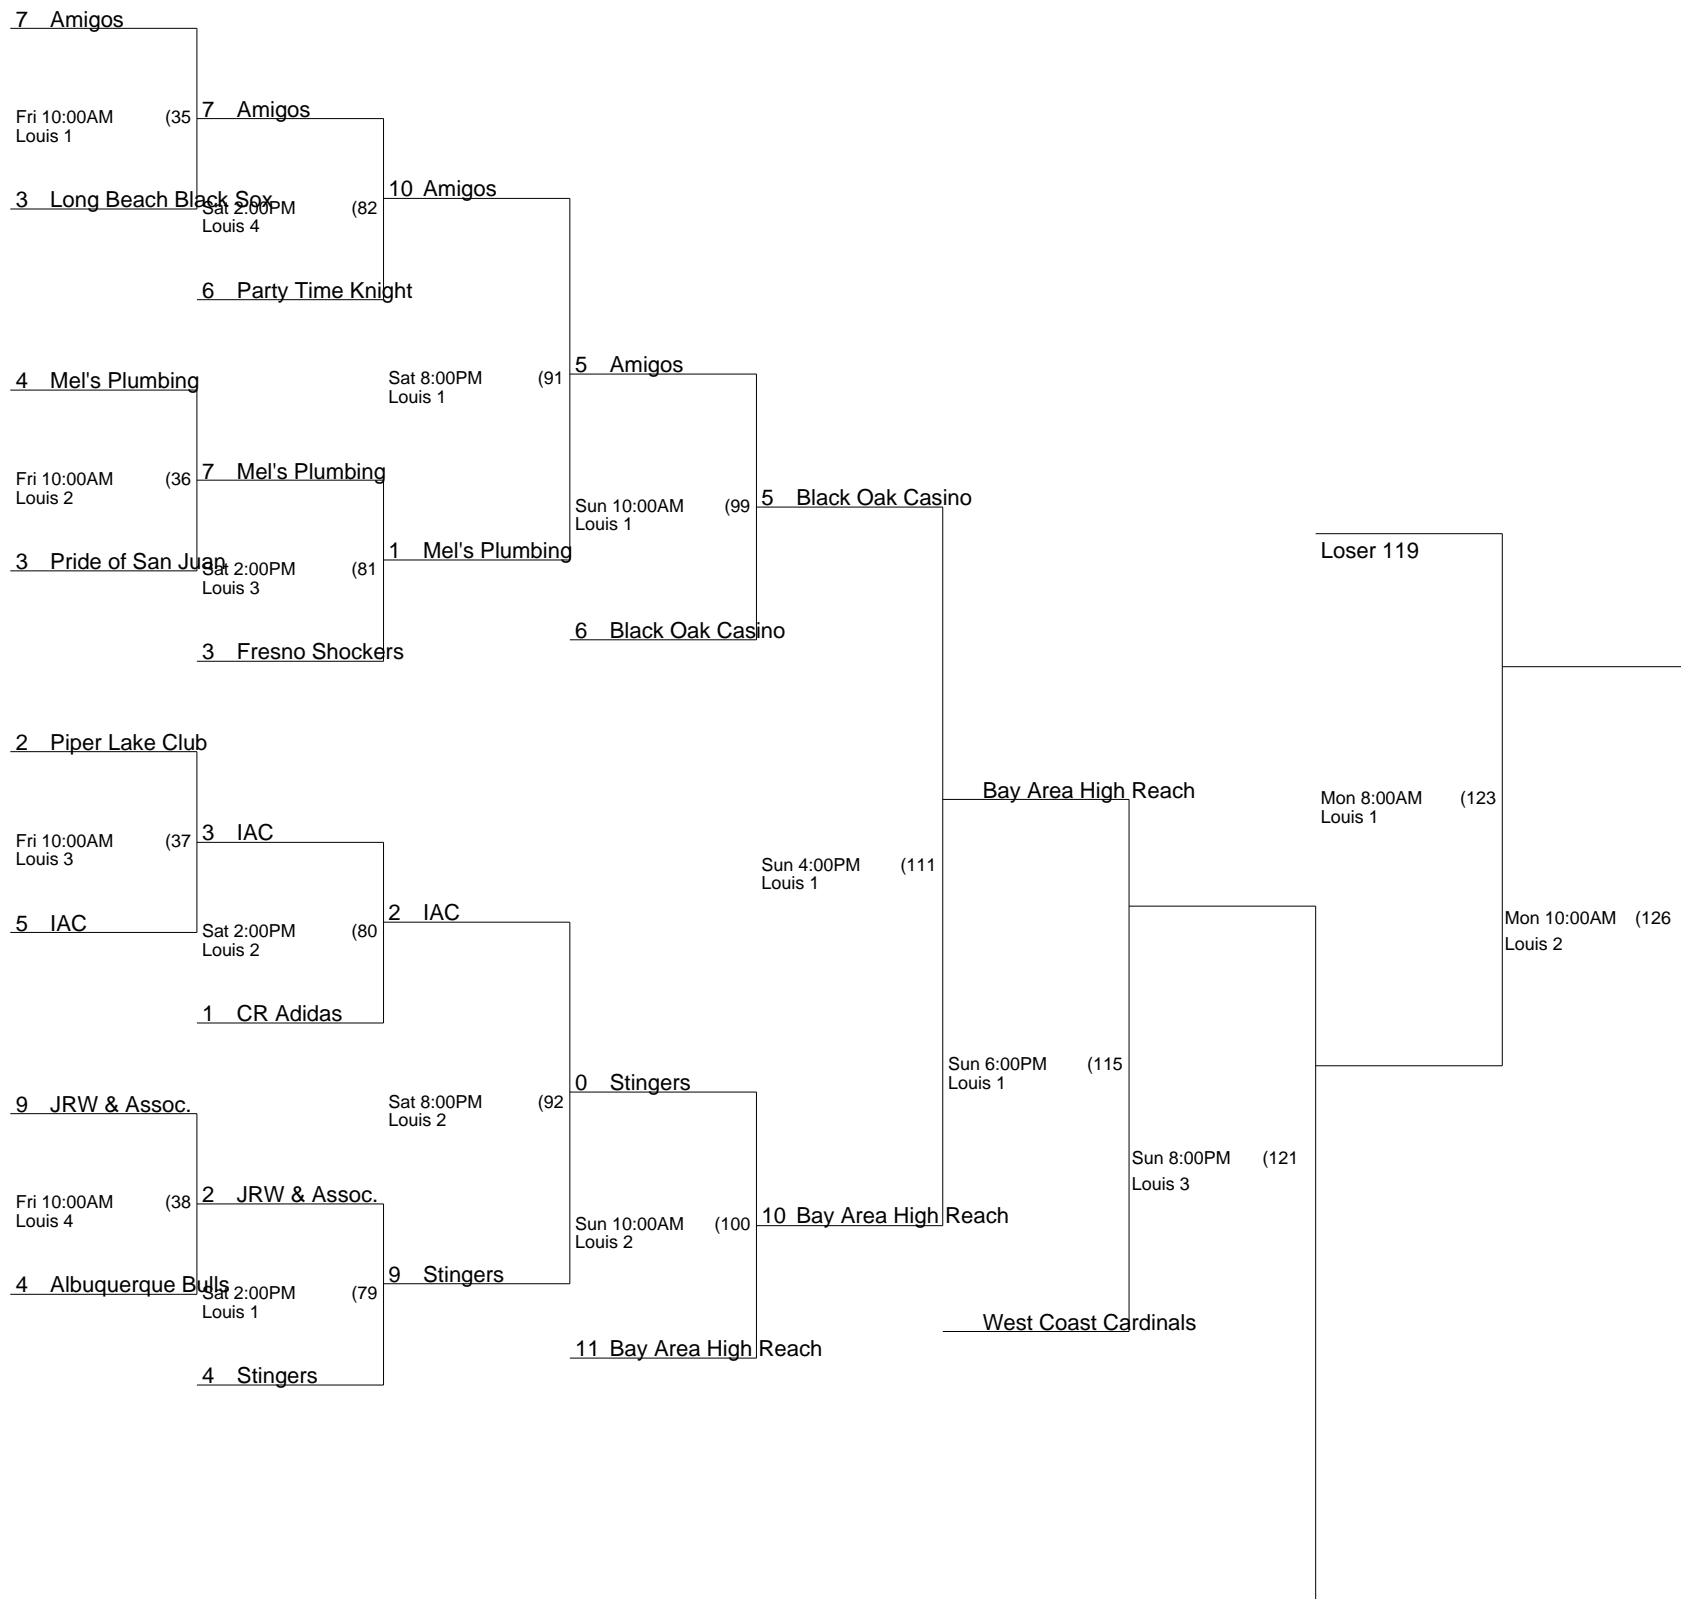 7 Amigos
Fri 10:00AM (35
Louis 1
7 Amigos
3 Long Beach Black Sox
Sat 2:00PM (82
Louis 4
10 Amigos
6 Party Time Knight
4 Mel's Plumbing
Sat 8:00PM (91
Louis 1
5 Amigos
Fri 10:00AM (36
Louis 2
7 Mel's Plumbing
Sun 10:00AM (99
Louis 1
5 Black Oak Casino
3 Pride of San Juan
Sat 2:00PM (81
Louis 3
1 Mel's Plumbing
Loser 119
6 Black Oak Casino
3 Fresno Shockers
2 Piper Lake Club
Bay Area High Reach
Mon 8:00AM (123
Louis 1
Fri 10:00AM (37
Louis 3
3 IAC
Sun 4:00PM (111
Louis 1
5 IAC
Sat 2:00PM (80
Louis 2
2 IAC
Mon 10:00AM (126
Louis 2
1 CR Adidas
Sun 6:00PM (115
Louis 1
9 JRW & Assoc.
Sat 8:00PM (92
Louis 2
0 Stingers
Sun 8:00PM (121
Louis 3
Fri 10:00AM (38
Louis 4
2 JRW & Assoc.
Sun 10:00AM (100
Louis 2
10 Bay Area High Reach
4 Albuquerque Bulls
Sat 2:00PM (79
Louis 1
9 Stingers
West Coast Cardinals
11 Bay Area High Reach
4 Stingers